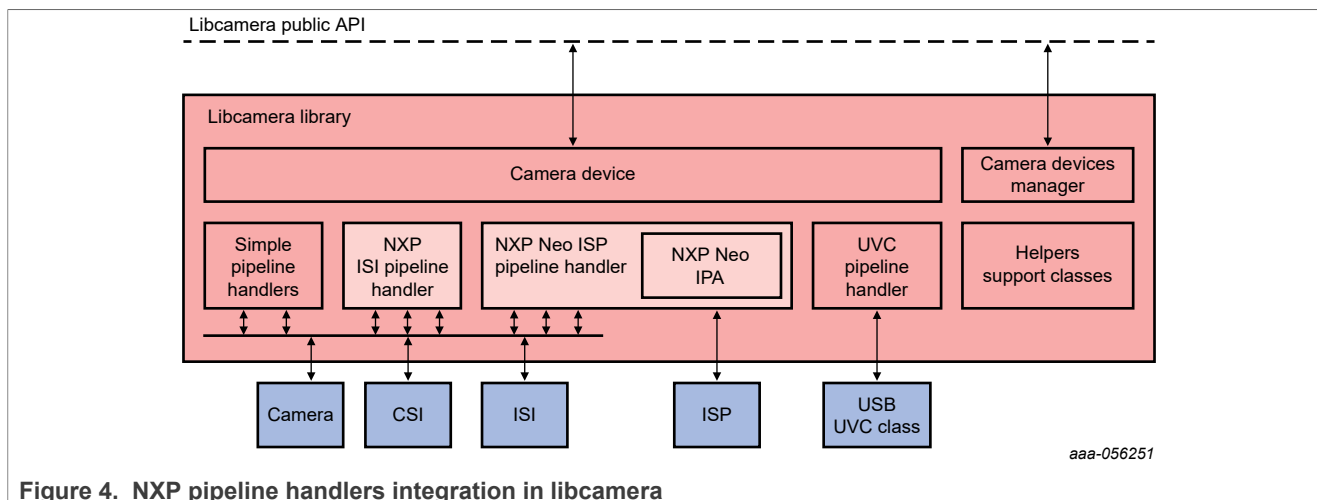 Libcamera public API
Libcamera library
Camera device
Camera devices
manager
Simple
pipeline
handlers
NXP
ISI pipeline
handler
NXP Neo ISP
pipeline handler
NXP Neo
IPA
UVC
pipeline
handler
Helpers
support classes
Camera
CSI
ISI
ISP
USB
UVC class
aaa-056251
Figure 4. NXP pipeline handlers integration in libcamera